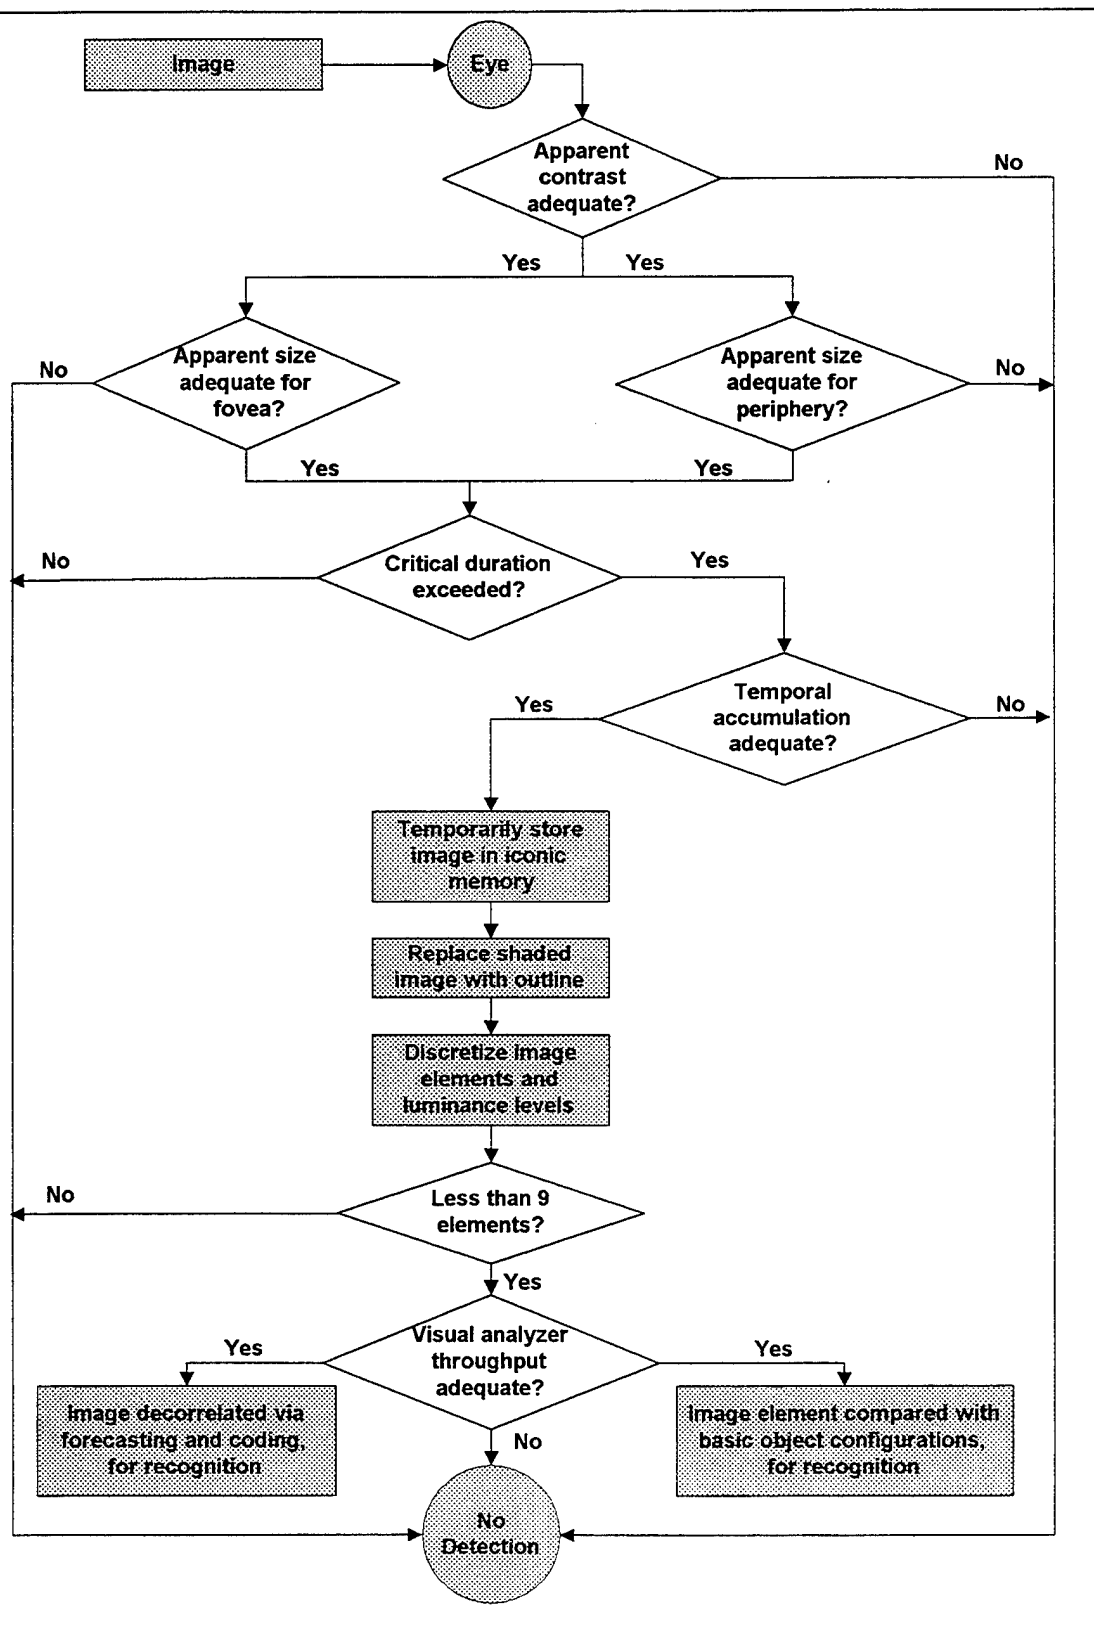 Image
Eye
Apparent
contrast
adequate?
No
Yes
Yes
No
Apparent size
adequate for
fovea?
Apparent size
adequate for
periphery?
No
Yes
Yes
No
Critical duration
exceeded?
Yes
Yes
Temporal
accumulation
adequate?
No
Temporarily store
image in iconic
memory
Replace shaded
image with outline
Discretize image
elements and
luminance levels
No
Less than 9
elements?
Yes
Yes
Visual analyzer
throughput
adequate?
Yes
Image decorrelated via
forecasting and coding,
for recognition
No
Image element compared with
basic object configurations,
for recognition
No
Detection